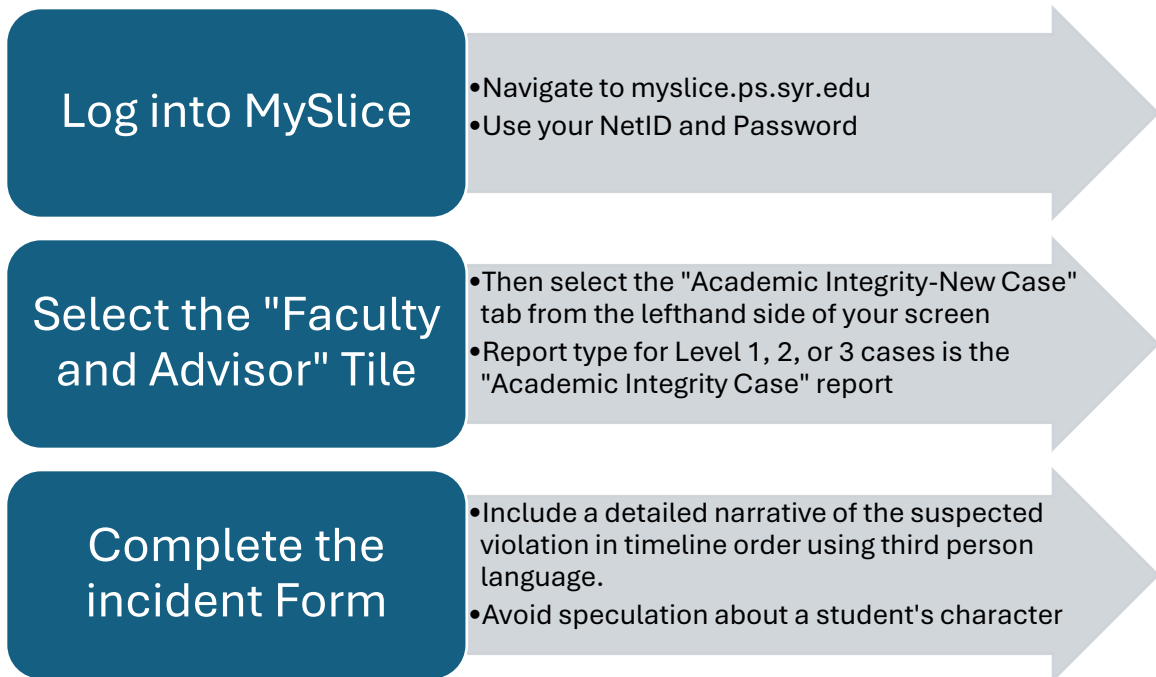 Log into MySlice
•Navigate to myslice.ps.syr.edu
•Use your NetID and Password
Select the "Faculty
and Advisor" Tile
•Then select the "Academic Integrity-New Case"
tab from the lefthand side of your screen
•Report type for Level 1, 2, or 3 cases is the
"Academic Integrity Case" report
Complete the
incident Form
•Include a detailed narrative of the suspected
violation in timeline order using third person
language.
•Avoid speculation about a student's character